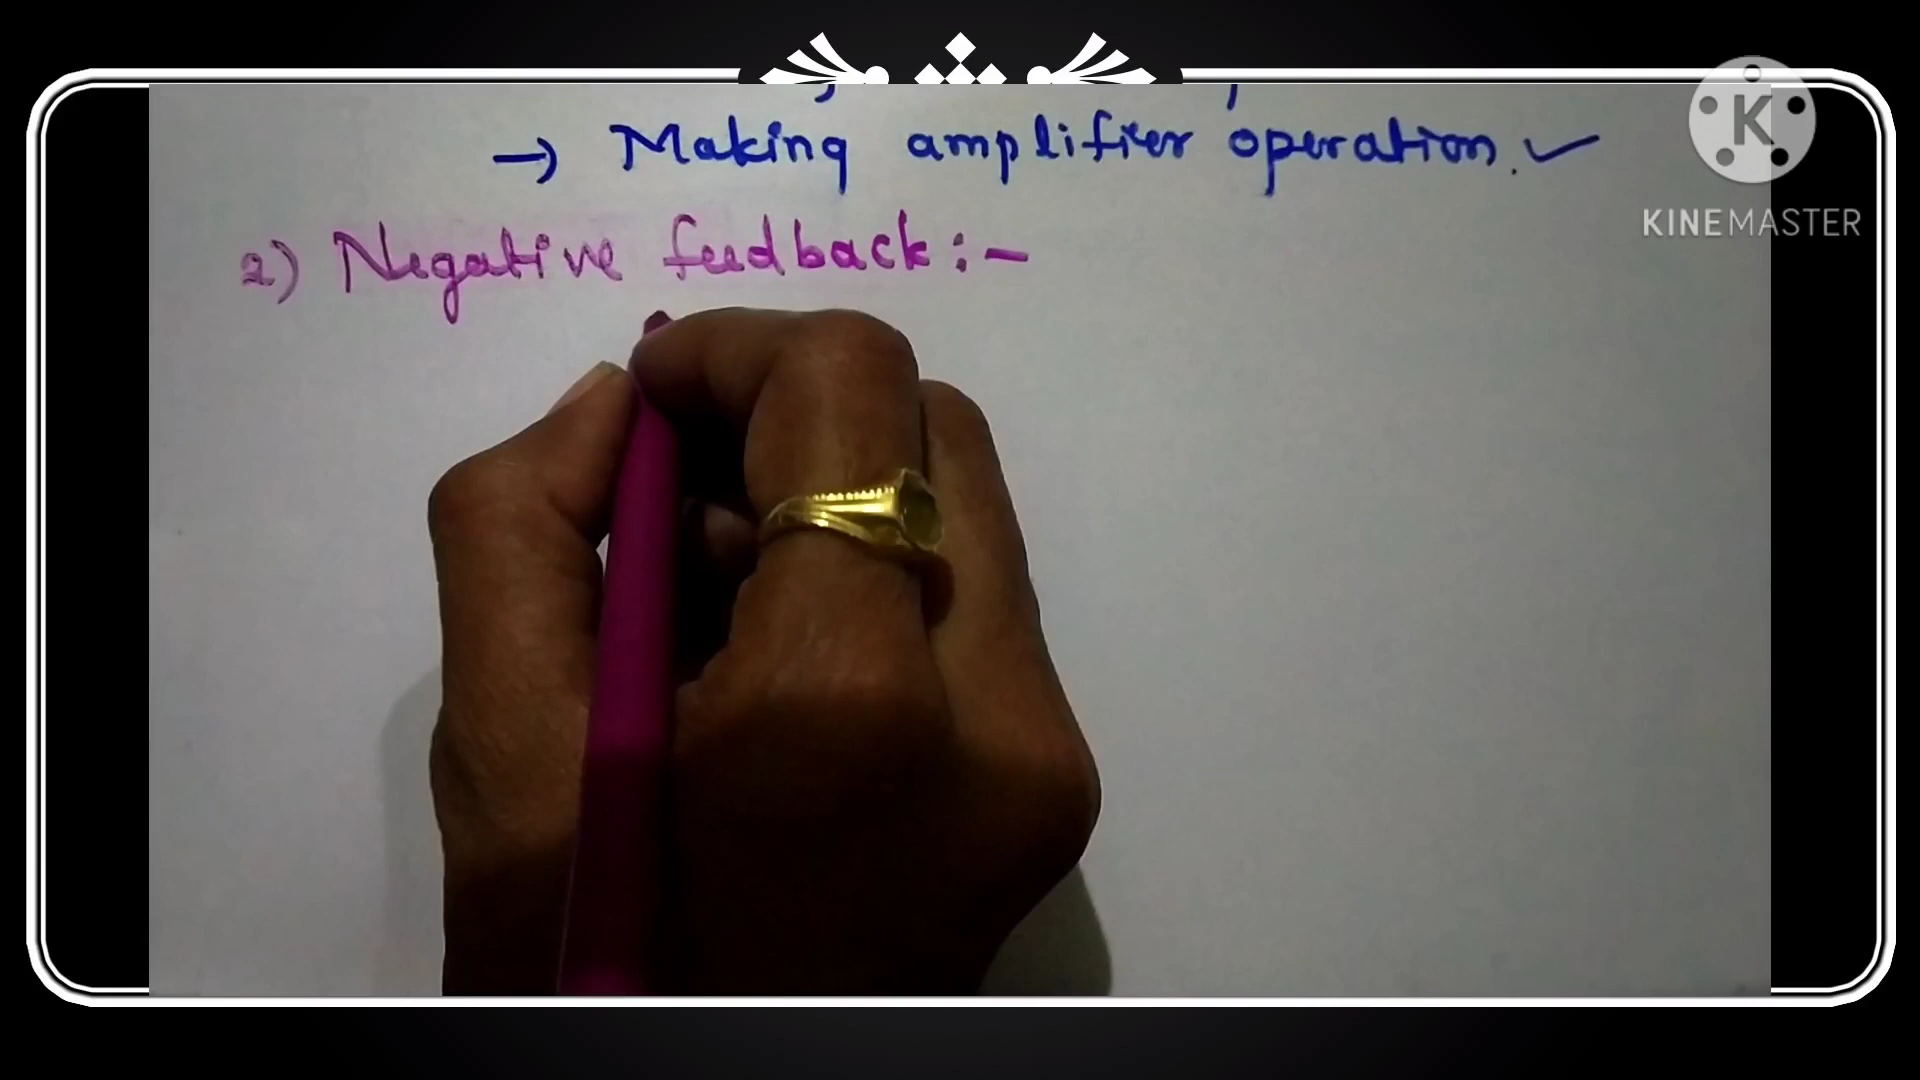 → Making amplifier operation. ✓
2) Negative feedback:-
K
KINEMASTER